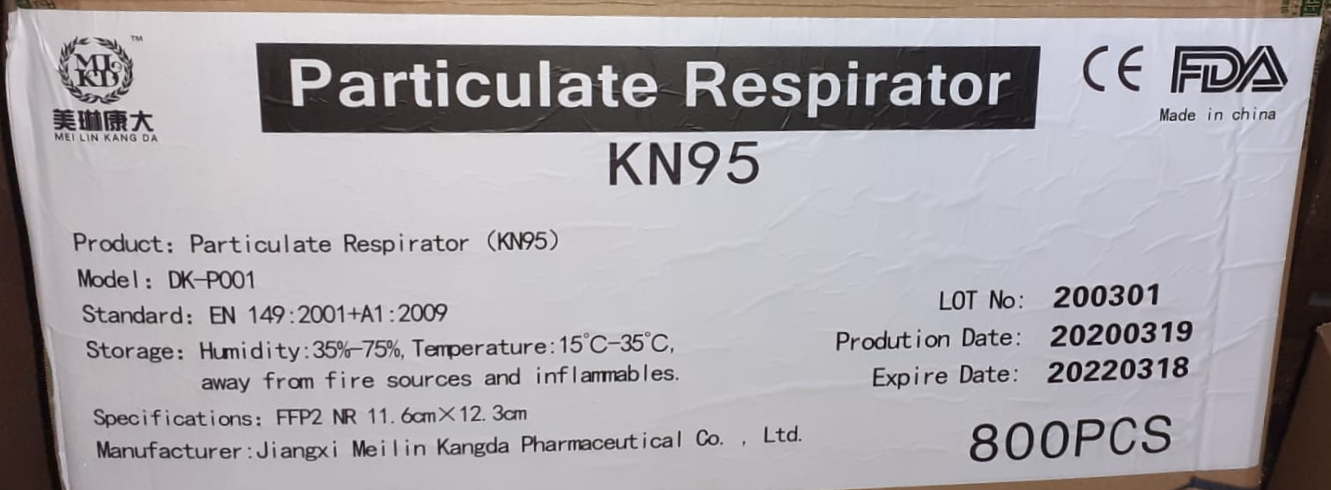 MLKD
TM
美琳康大
MEI LIN KANG DA
Particulate Respirator
KN95
CE FDA
Made in china
Product: Particulate Respirator (KN95)
Model: DK-P001
Standard: EN 149:2001+A1:2009
Storage: Humidity:35%-75%, Temperature:15℃-35℃,
away from fire sources and inflammables.
Specifications: FFP2 NR 11.6cm×12.3cm
Manufacturer:Jiangxi Meilin Kangda Pharmaceutical Co. , Ltd.
LOT No: 200301
Prodution Date: 20200319
Expire Date: 20220318
800PCS